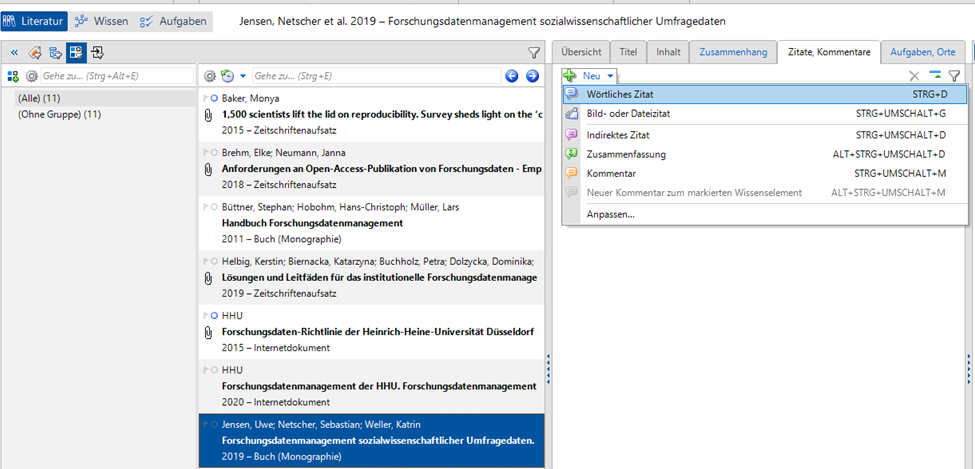 Literatur Wissen Aufgaben
Jensen, Netscher et al. 2019 – Forschungsdatenmanagement sozialwissenschaftlicher Umfragedaten
Gehe zu... (Strg+Alt+E)
(Alle) (11)
(Ohne Gruppe) (11)
Gehe zu... (Strg+E)
Baker, Monya
1,500 scientists lift the lid on reproducibility. Survey sheds light on the ‘c
2015 – Zeitschriftenaufsatz
Brehm, Elke; Neumann, Janna
Anforderungen an Open-Access-Publikation von Forschungsdaten - Emp
2018 – Zeitschriftenaufsatz
Büttner, Stephan; Hobohm, Hans-Christoph; Müller, Lars
Handbuch Forschungsdatenmanagement
2011 – Buch (Monographie)
Helbig, Kerstin; Biernacka, Katarzyna; Buchholz, Petra; Dolzycka, Dominika;
Lösungen und Leitfäden für das institutionelle Forschungsdatenmanage
2019 – Zeitschriftenaufsatz
HHU
Forschungsdaten-Richtlinie der Heinrich-Heine-Universität Düsseldorf
2015 – Internetdokument
HHU
Forschungsdatenmanagement der HHU. Forschungsdatenmanagement
2020 – Internetdokument
Jensen, Uwe; Netscher, Sebastian; Weller, Katrin
Forschungsdatenmanagement sozialwissenschaftlicher Umfragedaten.
2019 – Buch (Monographie)
Übersicht Titel Inhalt Zusammenhang Zitate, Kommentare Aufgaben, Orte
Neu
Wörtliches Zitat STRG+D
Bild- oder Dateizitat STRG+UMSCHALT+G
Indirektes Zitat STRG+UMSCHALT+D
Zusammenfassung ALT+STRG+UMSCHALT+D
Kommentar STRG+UMSCHALT+M
Neuer Kommentar zum markierten Wissenselement ALT+STRG+UMSCHALT+M
Anpassen...